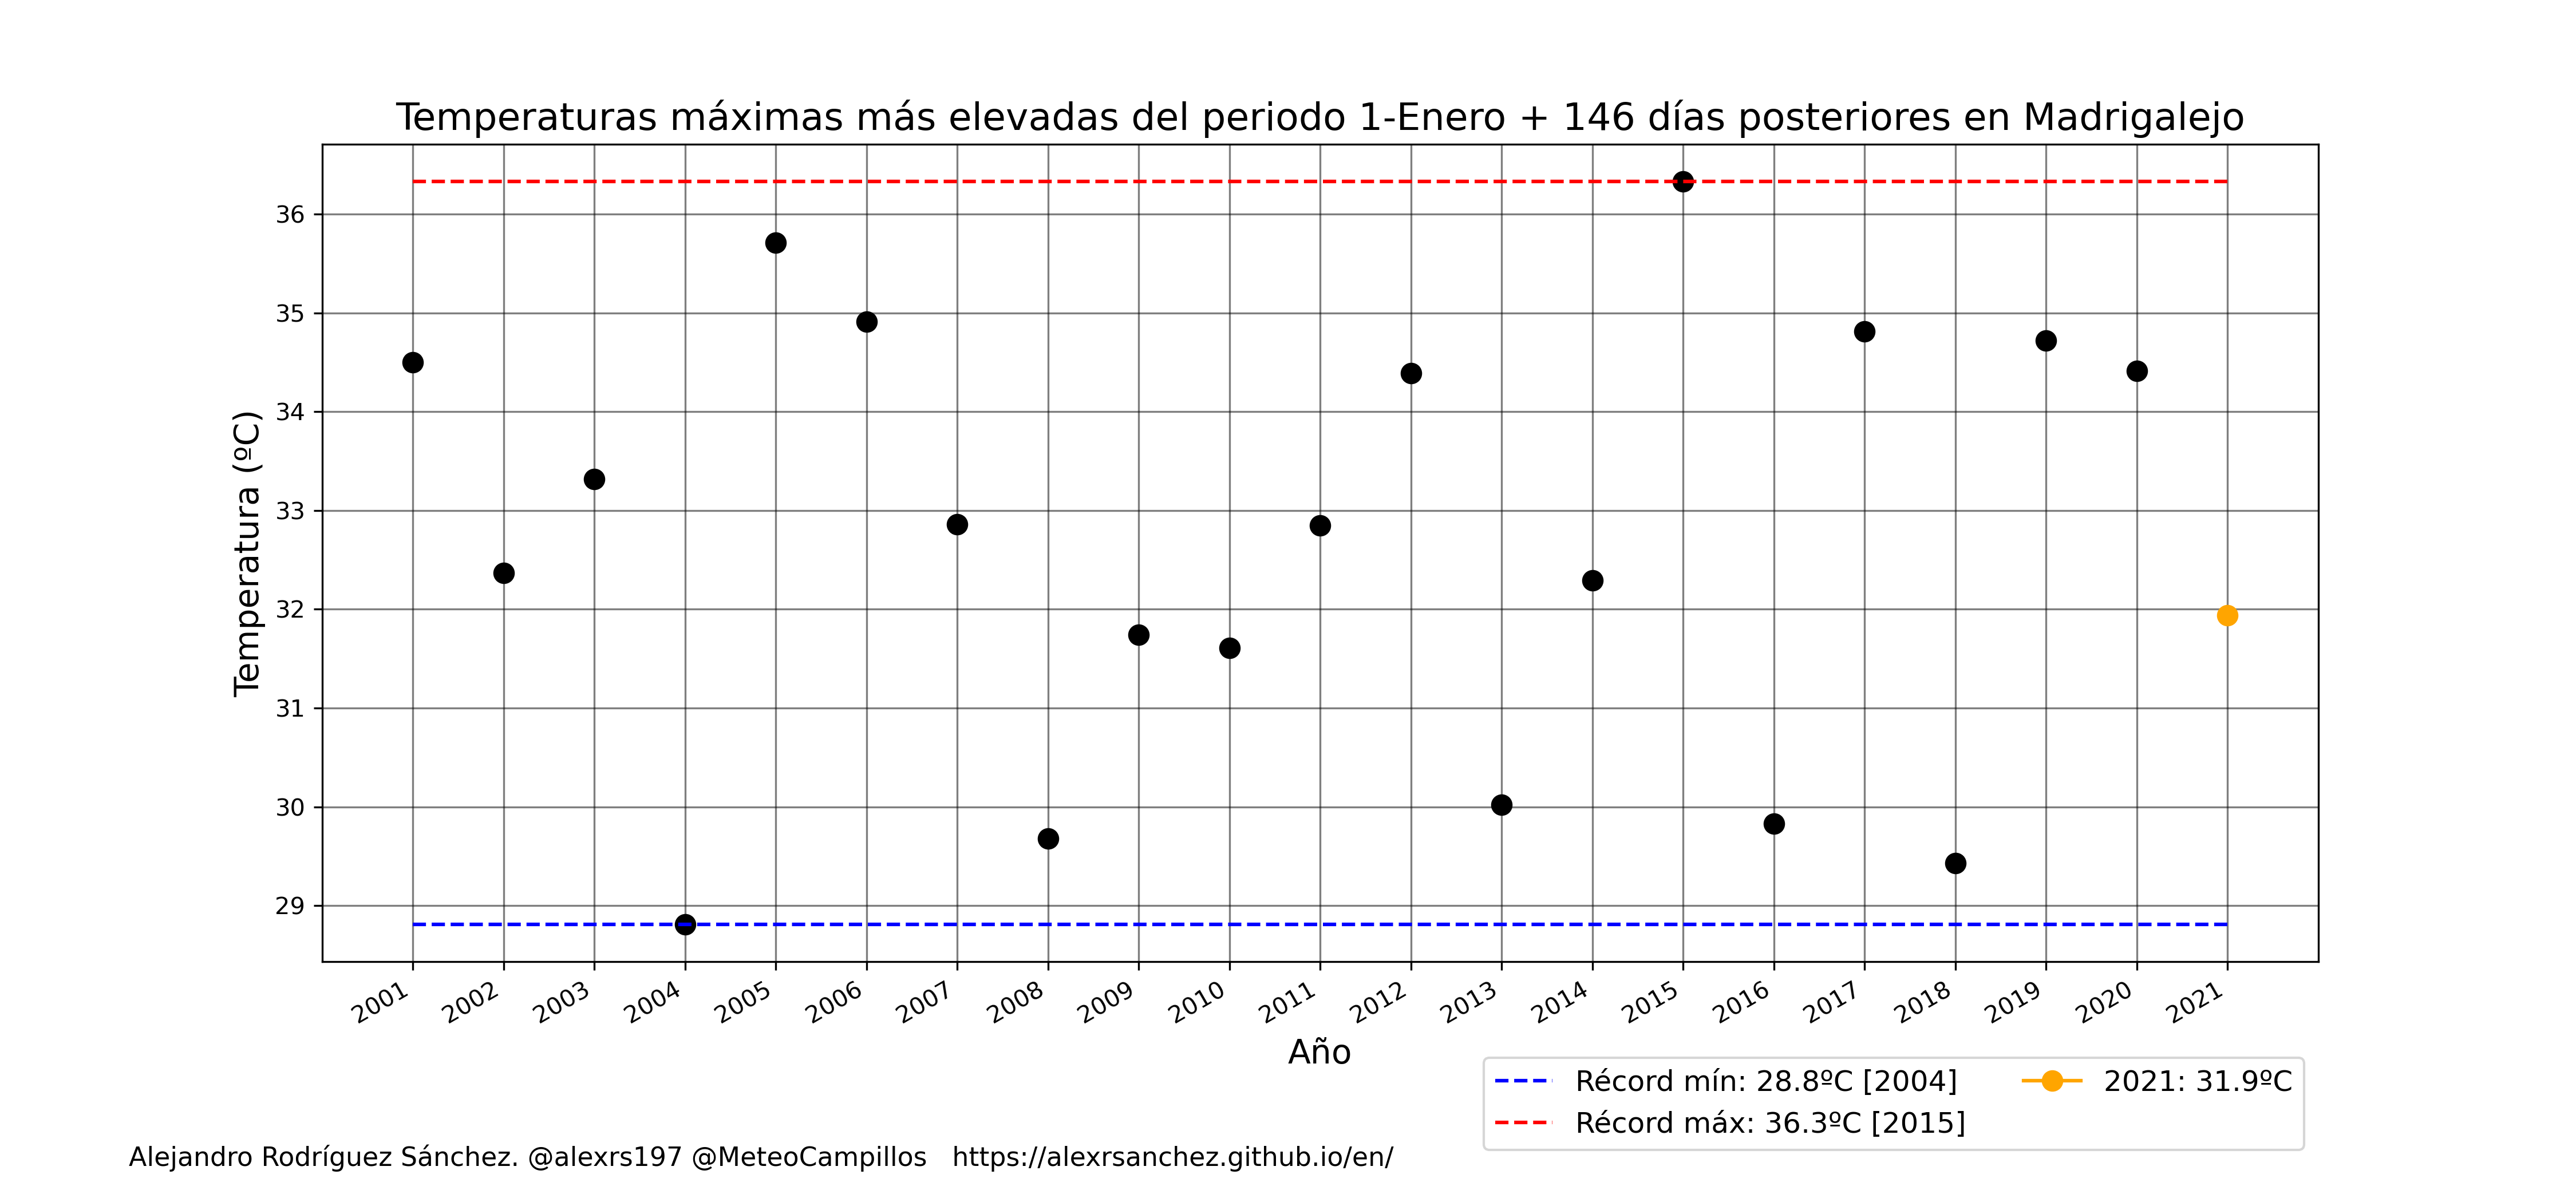 Temperaturas máximas más elevadas del periodo 1-Enero + 146 días posteriores en Madrigalejo
Temperatura (ºC)
36
35
34
33
32
31
30
29
2001 2002 2003 2004 2005 2006 2007 2008 2009 2010 2011 2012 2013 2014 2015 2016 2017 2018 2019 2020 2021
Año
Récord mín: 28.8ºC [2004]
Récord máx: 36.3ºC [2015]
2021: 31.9ºC
Alejandro Rodríguez Sánchez. @alexrs197 @MeteoCampillos https://alexrsanchez.github.io/en/